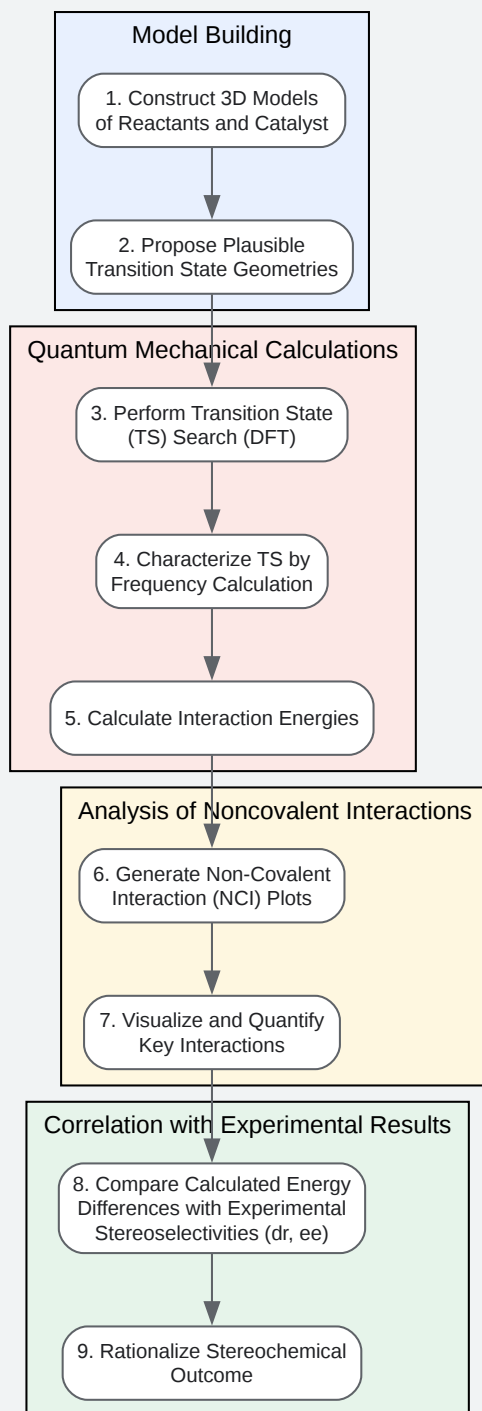 Model Building
1. Construct 3D Models
of Reactants and Catalyst
2. Propose Plausible
Transition State Geometries
Quantum Mechanical Calculations
3. Perform Transition State
(TS) Search (DFT)
4. Characterize TS by
Frequency Calculation
5. Calculate Interaction Energies
Analysis of Noncovalent Interactions
6. Generate Non-Covalent
Interaction (NCI) Plots
7. Visualize and Quantify
Key Interactions
Correlation with Experimental Results
8. Compare Calculated Energy
Differences with Experimental
Stereoselectivities (dr, ee)
9. Rationalize Stereochemical
Outcome